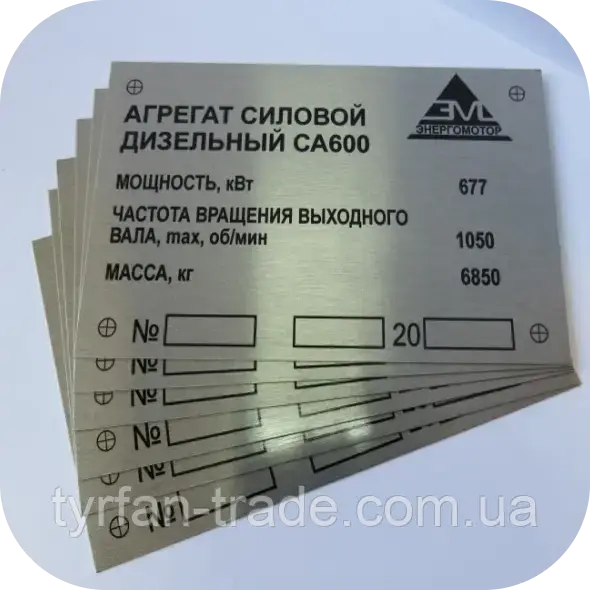 АГРЕГАТ СИЛОВОЙ
ДИЗЕЛЬНЫЙ СА600
ЭМ
ЭНЕРГОМОТОР
МОЩНОСТЬ, кВт 677
ЧАСТОТА ВРАЩЕНИЯ ВЫХОДНОГО
ВАЛА, max, об/мин 1050
МАССА, кг 6850
№ 20
№
№
№
№
№
tyrfan-trade.com.ua